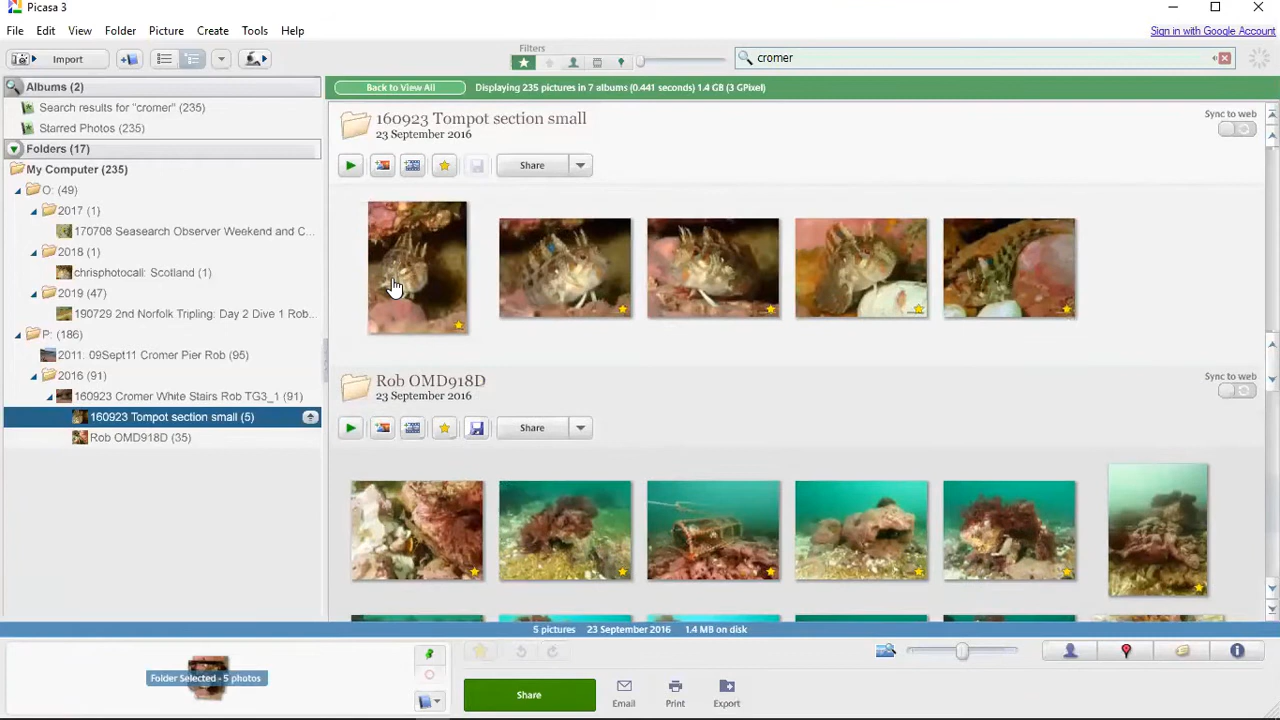 Picasa 3
File Edit View Folder Picture Create Tools Help
Sign in with Google Account
Import
Filters
cromer
Albums (2)
Back to View All Displaying 235 pictures in 7 albums (0.441 seconds) 1.4 GB (3 GPixel)
Search results for "cromer" (235)
Starred Photos (235)
Folders (17)
My Computer (235)
O: (49)
2017 (1)
170708 Seasearch Observer Weekend and C...
2018 (1)
chrisphotocall: Scotland (1)
2019 (47)
190729 2nd Norfolk Tripling: Day 2 Dive 1 Rob...
P: (186)
2011. 09Sept11 Cromer Pier Rob (95)
2016 (91)
160923 Cromer White Stairs Rob TG3_1 (91)
160923 Tompot section small (5)
Rob OMD918D (35)
160923 Tompot section small
23 September 2016
Sync to web
Share
Rob OMD918D
23 September 2016
Sync to web
Share
5 pictures 23 September 2016 1.4 MB on disk
Folder Selected - 5 photos
Share
Email
Print
Export